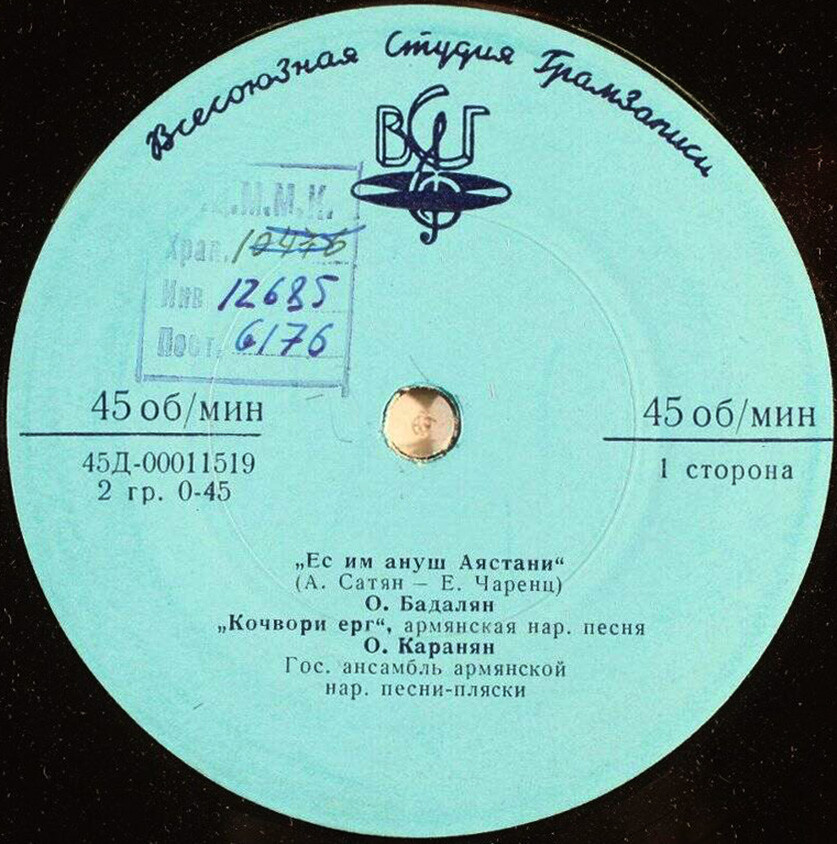 Всесоюзная Студия Грамзаписи
ВСГ
Ц.М.М.К.
Хран. 10476
Инв 12685
Пост. 6176
45 об/мин
45Д-00011519
2 гр. 0-45
45 об/мин
1 сторона
„Ес им ануш Аястани“
(А. Сатян — Е. Чаренц)
О. Бадалян
„Кочвори ерг“, армянская нар. песня
О. Каранян
Гос. ансамбль армянской
нар. песни-пляски